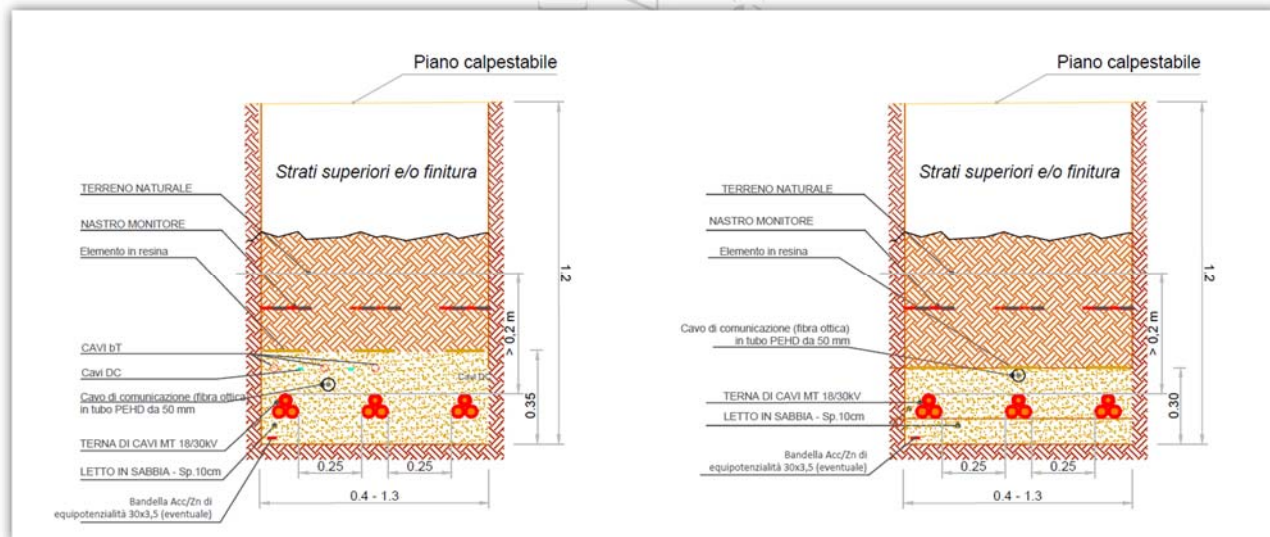 Piano calpestabile
Strati superiori e/o finitura
TERRENO NATURALE
NASTRO MONITORE
Elemento in resina
CAVI bT
Cavi DC
Cavi DC
Cavo di comunicazione (fibra ottica)
in tubo PEHD da 50 mm
TERNA DI CAVI MT 18/30kV
LETTO IN SABBIA - Sp.10cm
Bandella Acc/Zn di
equipotenzialità 30x3,5 (eventuale)
0.25
0.25
0.4 - 1.3
> 0,2 m
0.35
1.2
Piano calpestabile
Strati superiori e/o finitura
TERRENO NATURALE
NASTRO MONITORE
Elemento in resina
Cavo di comunicazione (fibra ottica)
in tubo PEHD da 50 mm
TERNA DI CAVI MT 18/30kV
LETTO IN SABBIA - Sp.10cm
Bandella Acc/Zn di
equipotenzialità 30x3,5 (eventuale)
0.25
0.25
0.4 - 1.3
> 0,2 m
0.30
1.2